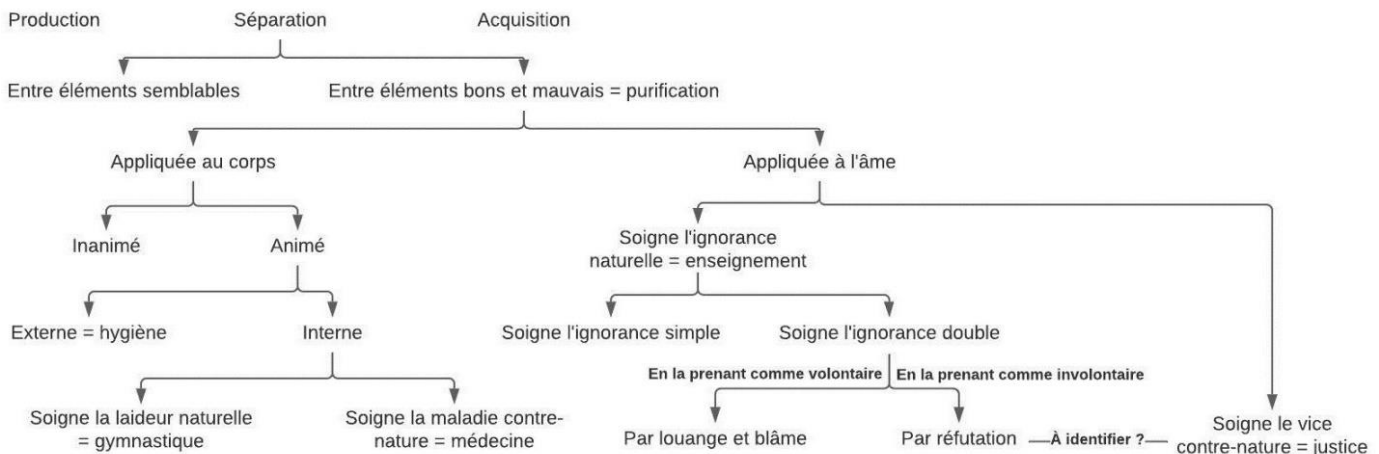 Production
Séparation
Acquisition
Entre éléments semblables
Entre éléments bons et mauvais = purification
Appliquée au corps
Appliquée à l'âme
Inanimé
Animé
Soigne l'ignorance
naturelle = enseignement
Externe = hygiène
Interne
Soigne l'ignorance simple
Soigne l'ignorance double
En la prenant comme volontaire
En la prenant comme involontaire
Soigne la laideur naturelle
= gymnastique
Soigne la maladie contre-
nature = médecine
Par louange et blâme
Par réfutation
À identifier ?
Soigne le vice
contre-nature = justice